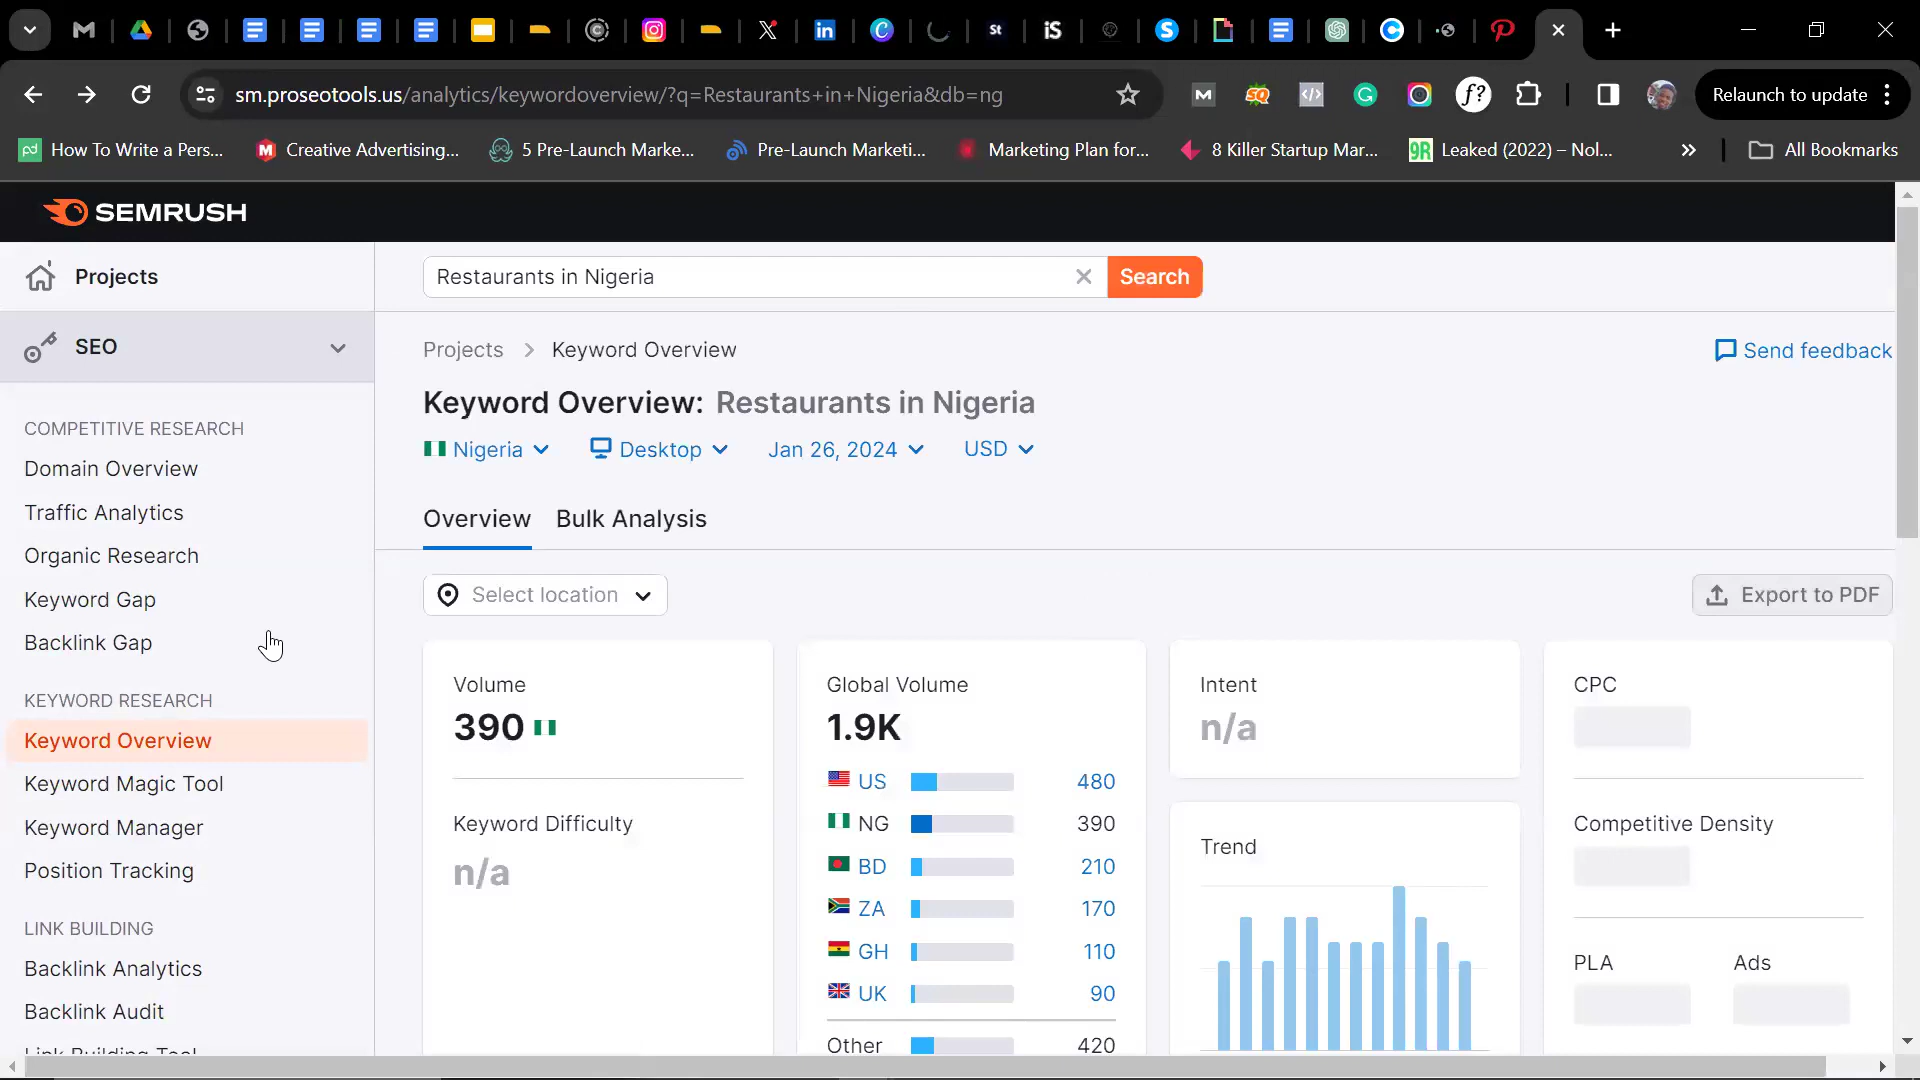 sm.proseotools.us/analytics/keywordoverview/?q=Restaurants+in+Nigeria&db=ng
Relaunch to update
How To Write a Pers...
Creative Advertising...
5 Pre-Launch Marke...
Pre-Launch Marketi...
Marketing Plan for...
8 Killer Startup Mar...
Leaked (2022) – Nol...
All Bookmarks
SEMRUSH
Projects
Restaurants in Nigeria
Search
SEO
Projects
Keyword Overview
Send feedback
Keyword Overview: Restaurants in Nigeria
Nigeria
Desktop
Jan 26, 2024
USD
COMPETITIVE RESEARCH
Domain Overview
Traffic Analytics
Organic Research
Keyword Gap
Backlink Gap
KEYWORD RESEARCH
Keyword Overview
Keyword Magic Tool
Keyword Manager
Position Tracking
LINK BUILDING
Backlink Analytics
Backlink Audit
Link Building Tool
Overview
Bulk Analysis
Select location
Export to PDF
Volume
390
Keyword Difficulty
n/a
Global Volume
1.9K
US 480
NG 390
BD 210
ZA 170
GH 110
UK 90
Other 420
Intent
n/a
Trend
CPC
Competitive Density
PLA
Ads